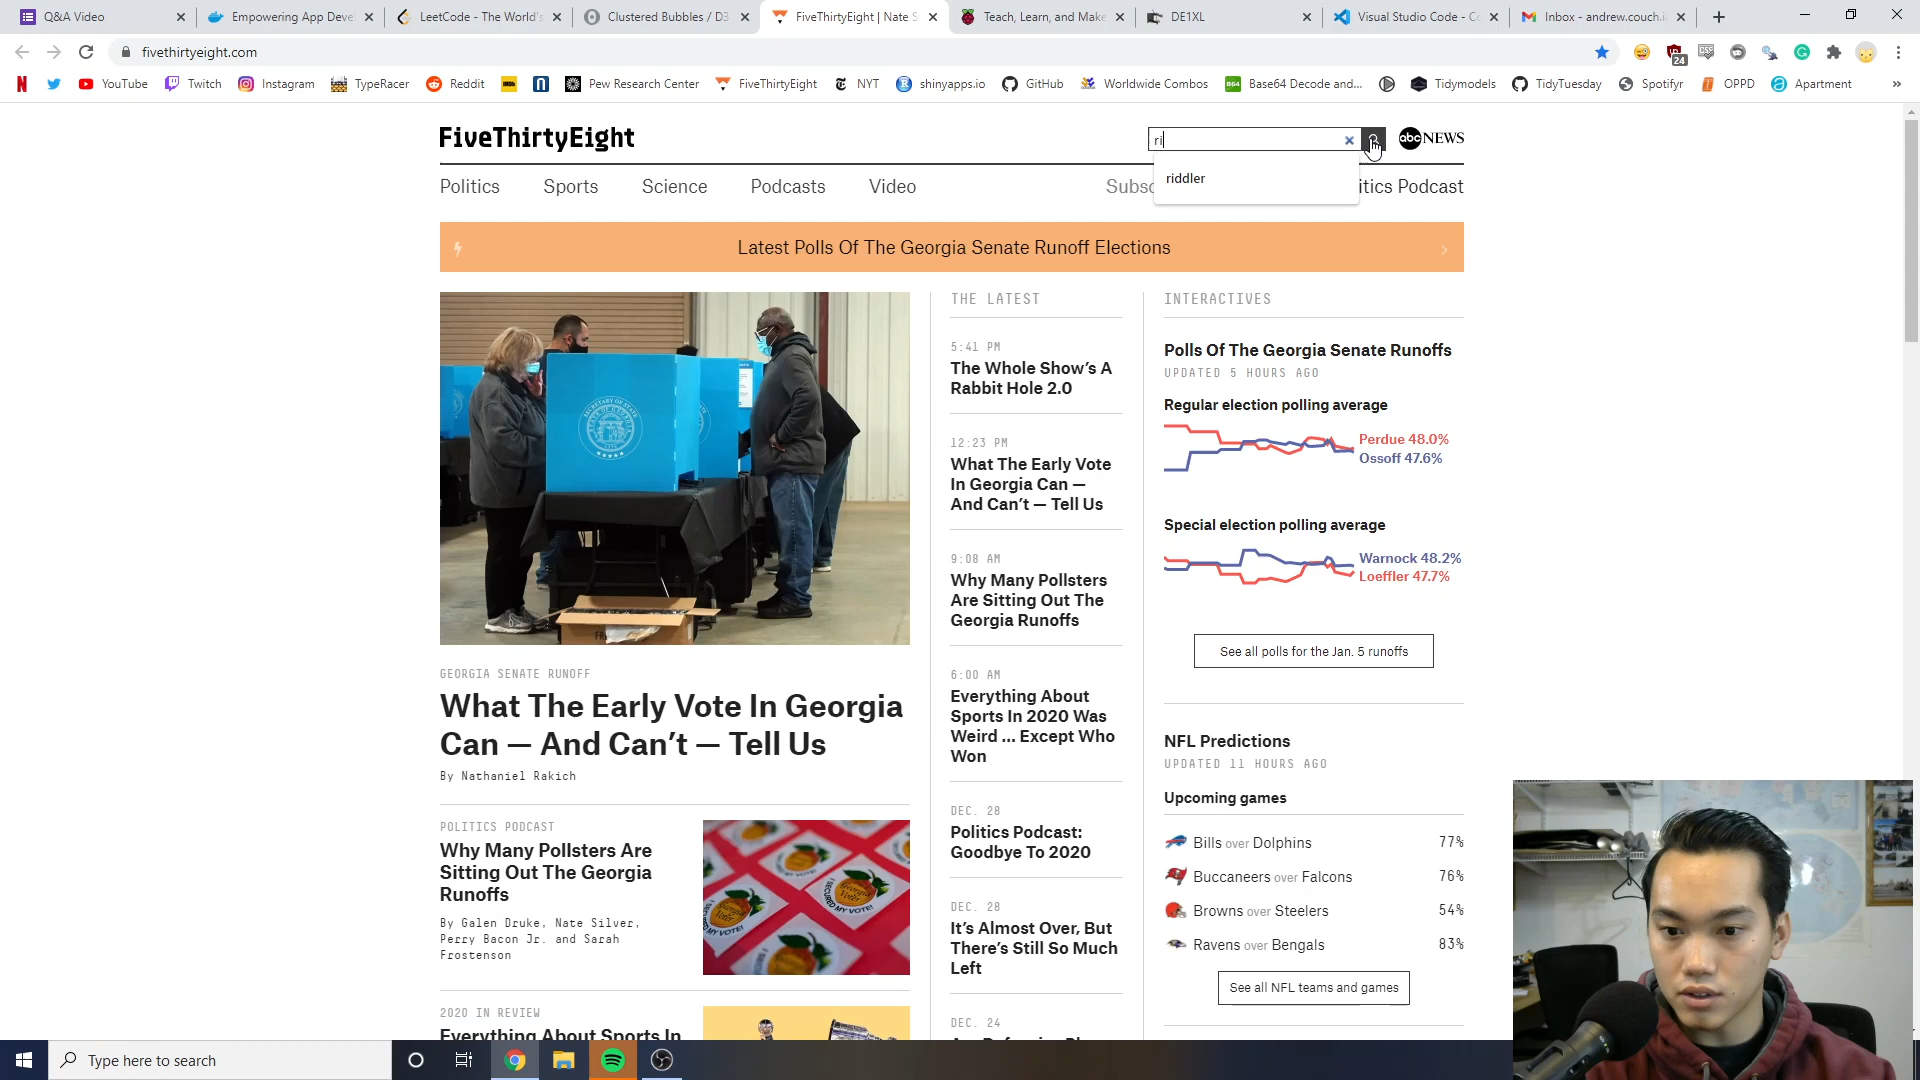 Q&A Video
Empowering App Deve
LeetCode - The World's
Clustered Bubbles / D3
FiveThirtyEight | Nate S
Teach, Learn, and Make
DE1XL
Visual Studio Code - Co
Inbox - andrew.couch.i
fivethirtyeight.com
24
YouTube
Twitch
Instagram
TypeRacer
Reddit
Pew Research Center
FiveThirtyEight
NYT
shinyapps.io
GitHub
Worldwide Combos
Base64 Decode and...
Tidymodels
TidyTuesday
Spotifyr
OPPD
Apartment
FiveThirtyEight
ri
abc NEWS
riddler
Politics
Sports
Science
Podcasts
Video
Subsc
itics Podcast
Latest Polls Of The Georgia Senate Runoff Elections
GEORGIA SENATE RUNOFF
What The Early Vote In Georgia
Can — And Can't — Tell Us
By Nathaniel Rakich
POLITICS PODCAST
Why Many Pollsters Are
Sitting Out The Georgia
Runoffs
By Galen Druke, Nate Silver,
Perry Bacon Jr. and Sarah
Frostenson
2020 IN REVIEW
Everything About Sports In
THE LATEST
5:41 PM
The Whole Show's A
Rabbit Hole 2.0
12:23 PM
What The Early Vote
In Georgia Can —
And Can't — Tell Us
9:08 AM
Why Many Pollsters
Are Sitting Out The
Georgia Runoffs
6:00 AM
Everything About
Sports In 2020 Was
Weird … Except Who
Won
DEC. 28
Politics Podcast:
Goodbye To 2020
DEC. 28
It's Almost Over, But
There's Still So Much
Left
DEC. 24
INTERACTIVES
Polls Of The Georgia Senate Runoffs
UPDATED 5 HOURS AGO
Regular election polling average
Perdue 48.0%
Ossoff 47.6%
Special election polling average
Warnock 48.2%
Loeffler 47.7%
See all polls for the Jan. 5 runoffs
NFL Predictions
UPDATED 11 HOURS AGO
Upcoming games
Bills over Dolphins 77%
Buccaneers over Falcons 76%
Browns over Steelers 54%
Ravens over Bengals 83%
See all NFL teams and games
Type here to search